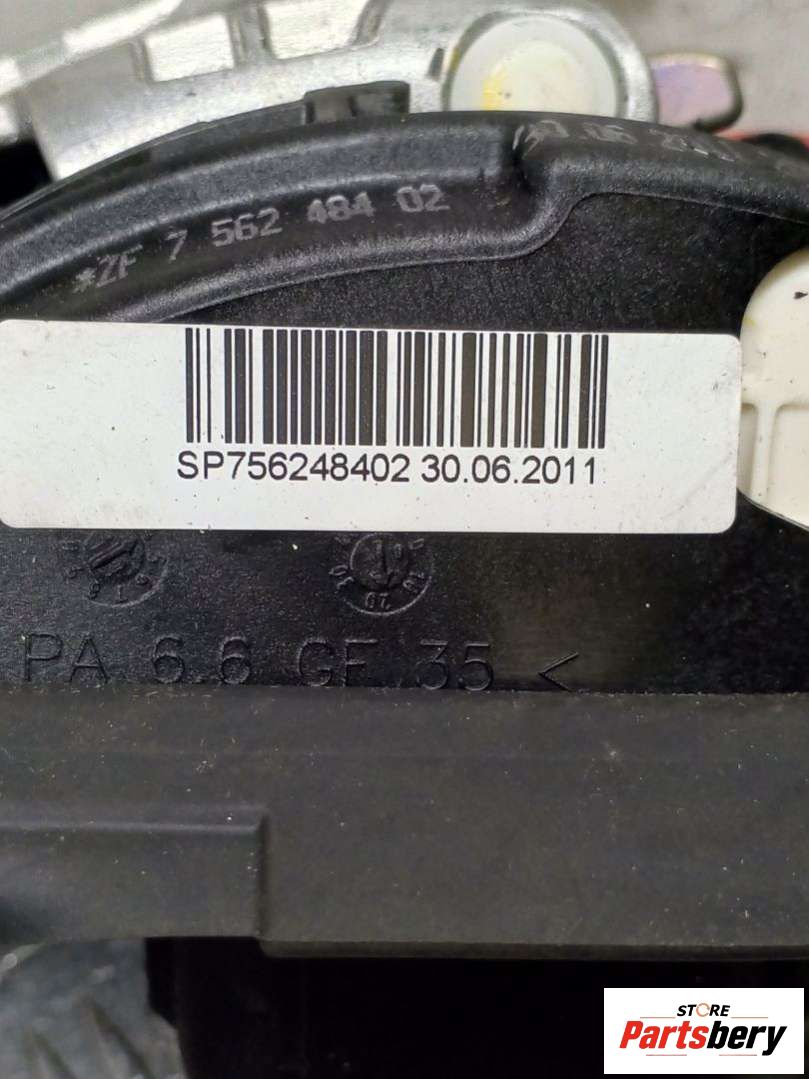 *ZF 7 562 484 02
SP756248402 30.06.2011
PA 6.6 GF 35 <
STORE
Partsbery